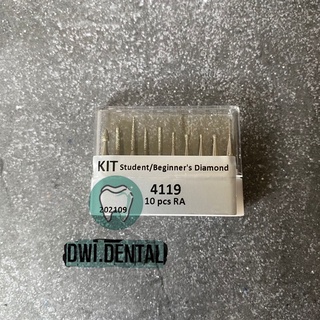 KIT Student/Beginner's Diamond
4119
202109 10 pcs RA
DWI.DENTAL